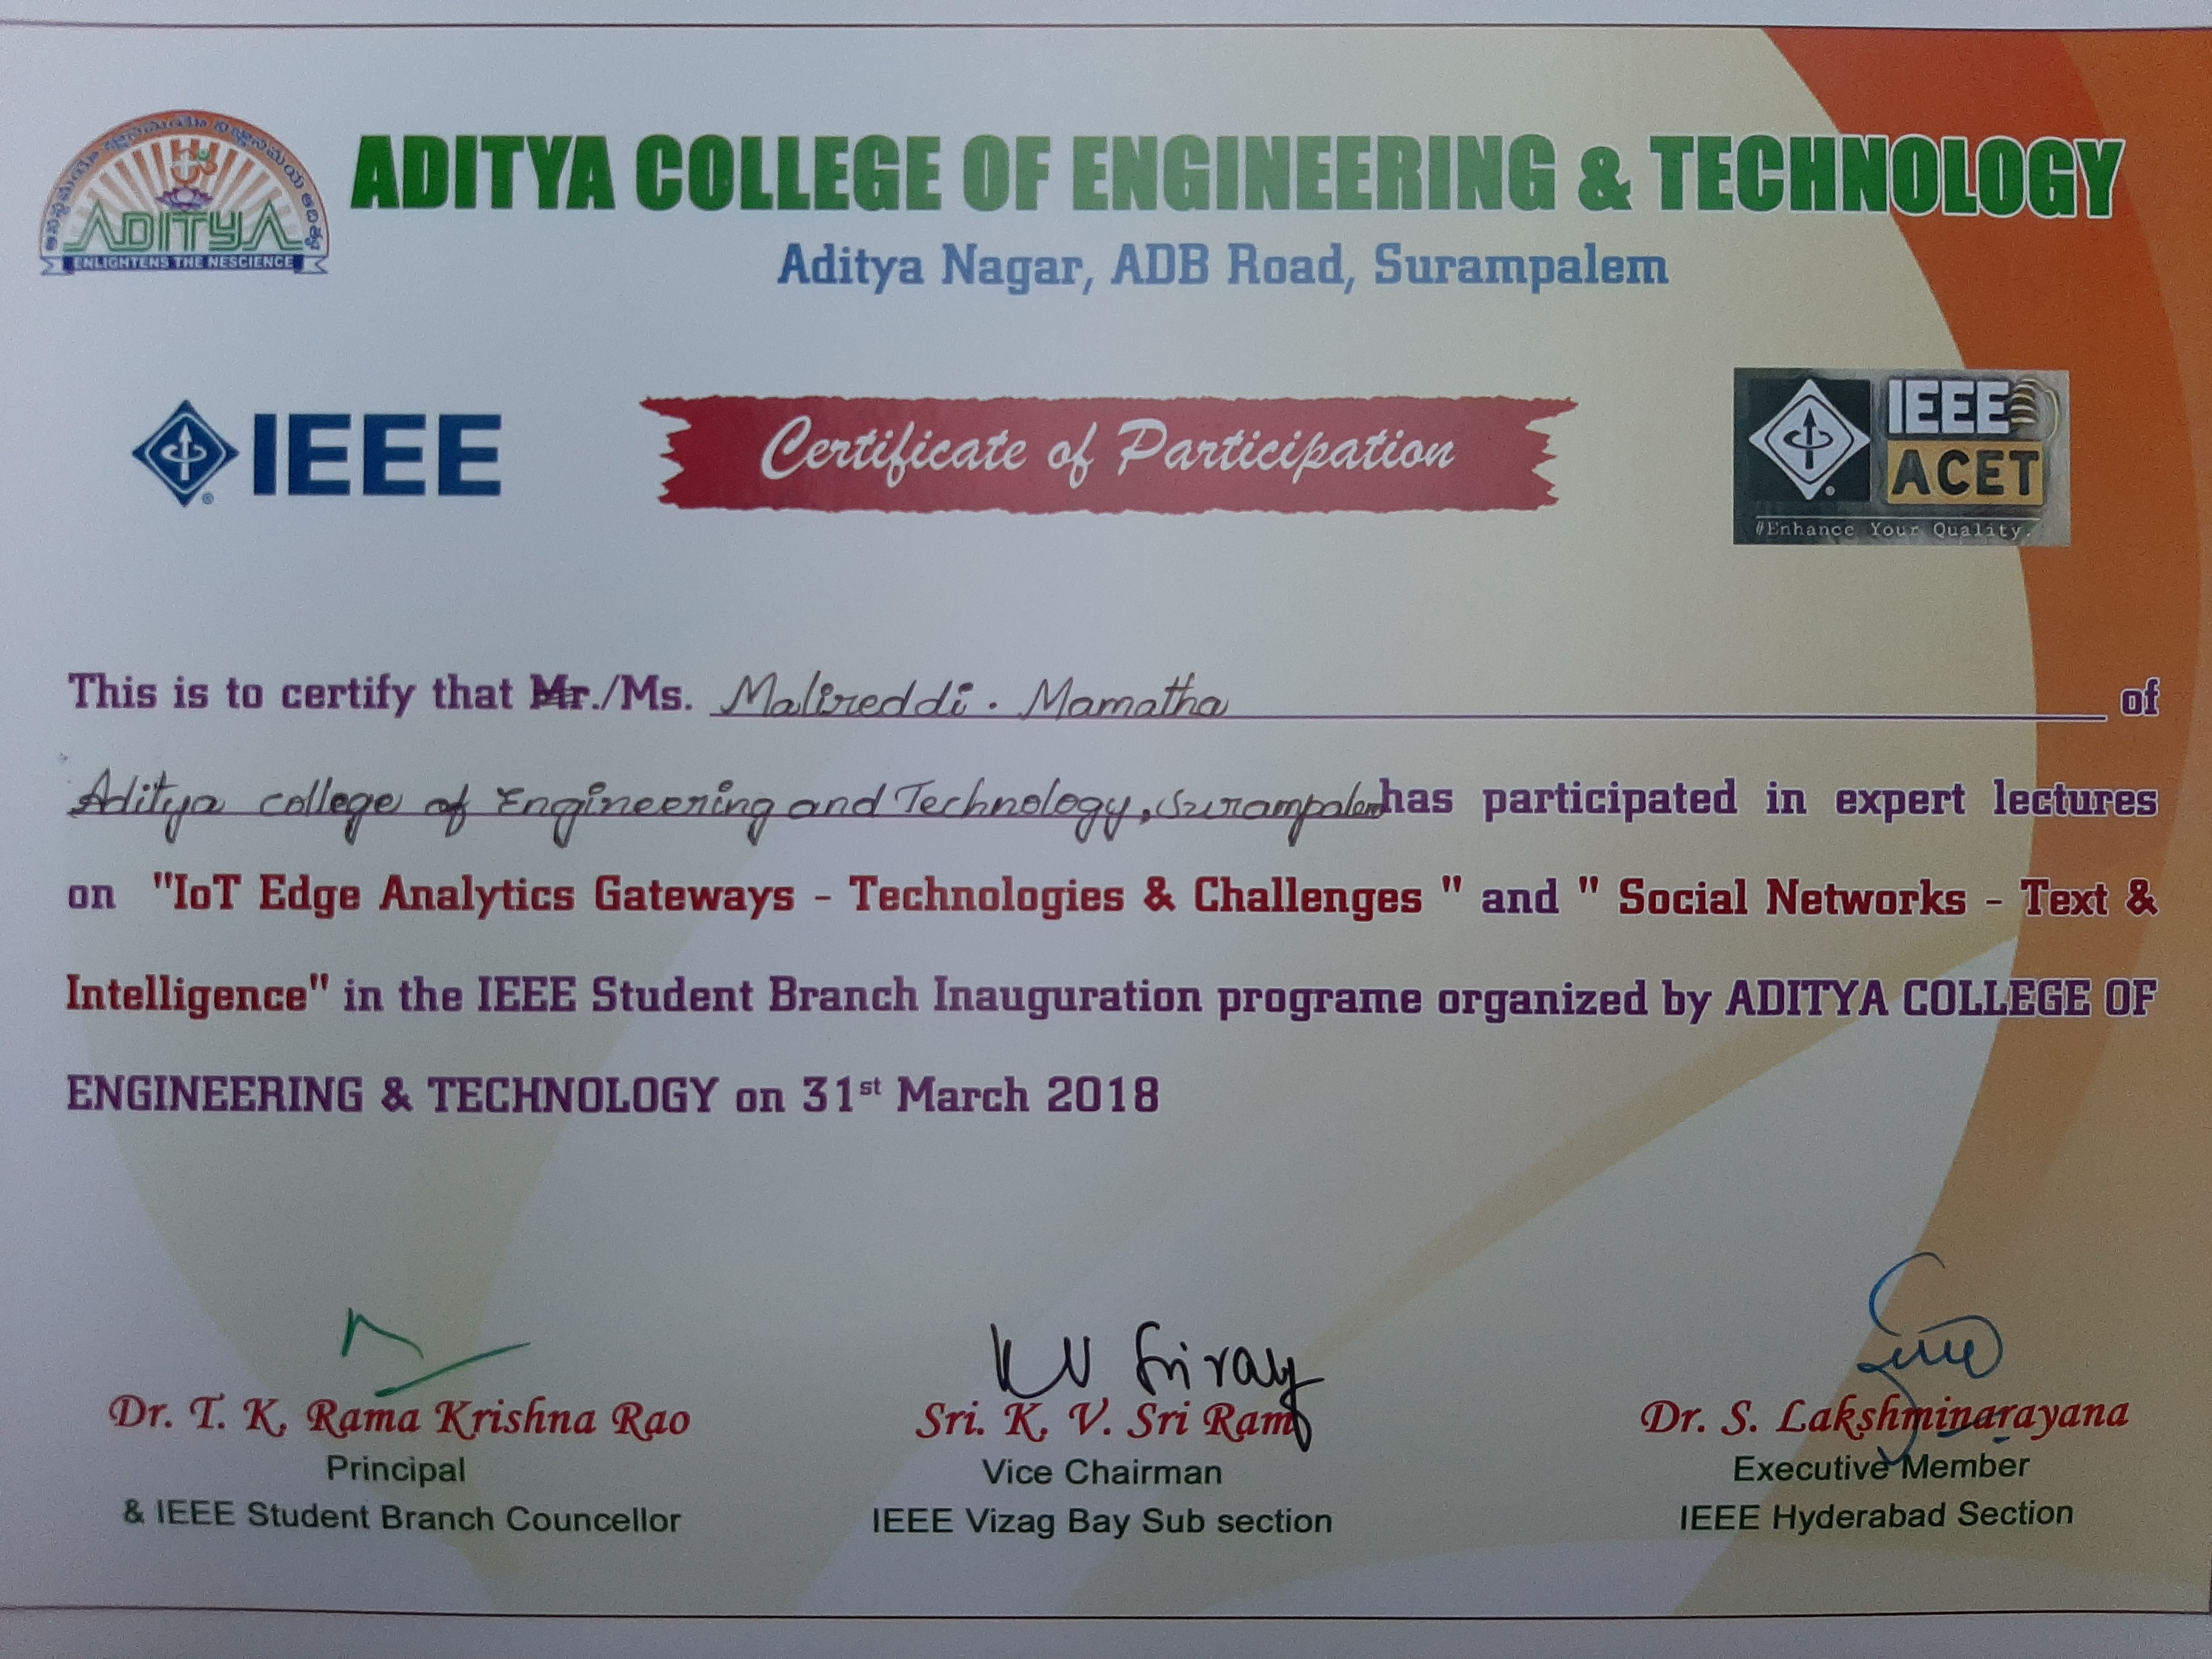 ADITYA
ENLIGHTENS THE NESCIENCE
ADITYA COLLEGE OF ENGINEERING & TECHNOLOGY
Aditya Nagar, ADB Road, Surampalem
IEEE
Certificate of Participation
IEEE
ACET
#Enhance Your Quality.
This is to certify that Mr./Ms. Malireddi. Mamatha of
Aditya college of Engineering and Technology, Surampalem has participated in expert lectures
on "IoT Edge Analytics Gateways - Technologies & Challenges " and " Social Networks - Text &
Intelligence" in the IEEE Student Branch Inauguration programe organized by ADITYA COLLEGE OF
ENGINEERING & TECHNOLOGY on 31st March 2018
Dr. T. K. Rama Krishna Rao
Principal
& IEEE Student Branch Councellor
Sri. K. V. Sri Ram
Vice Chairman
IEEE Vizag Bay Sub section
Dr. S. Lakshminarayana
Executive Member
IEEE Hyderabad Section